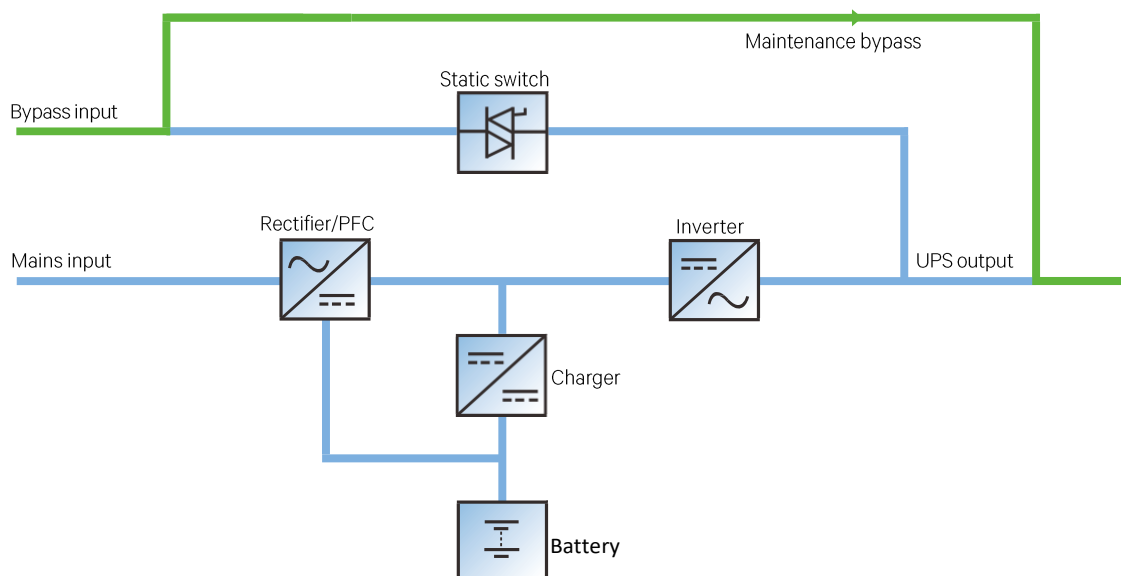 Maintenance bypass
Static switch
Bypass input
Rectifier/PFC
Inverter
Mains input
UPS output
Charger
Battery